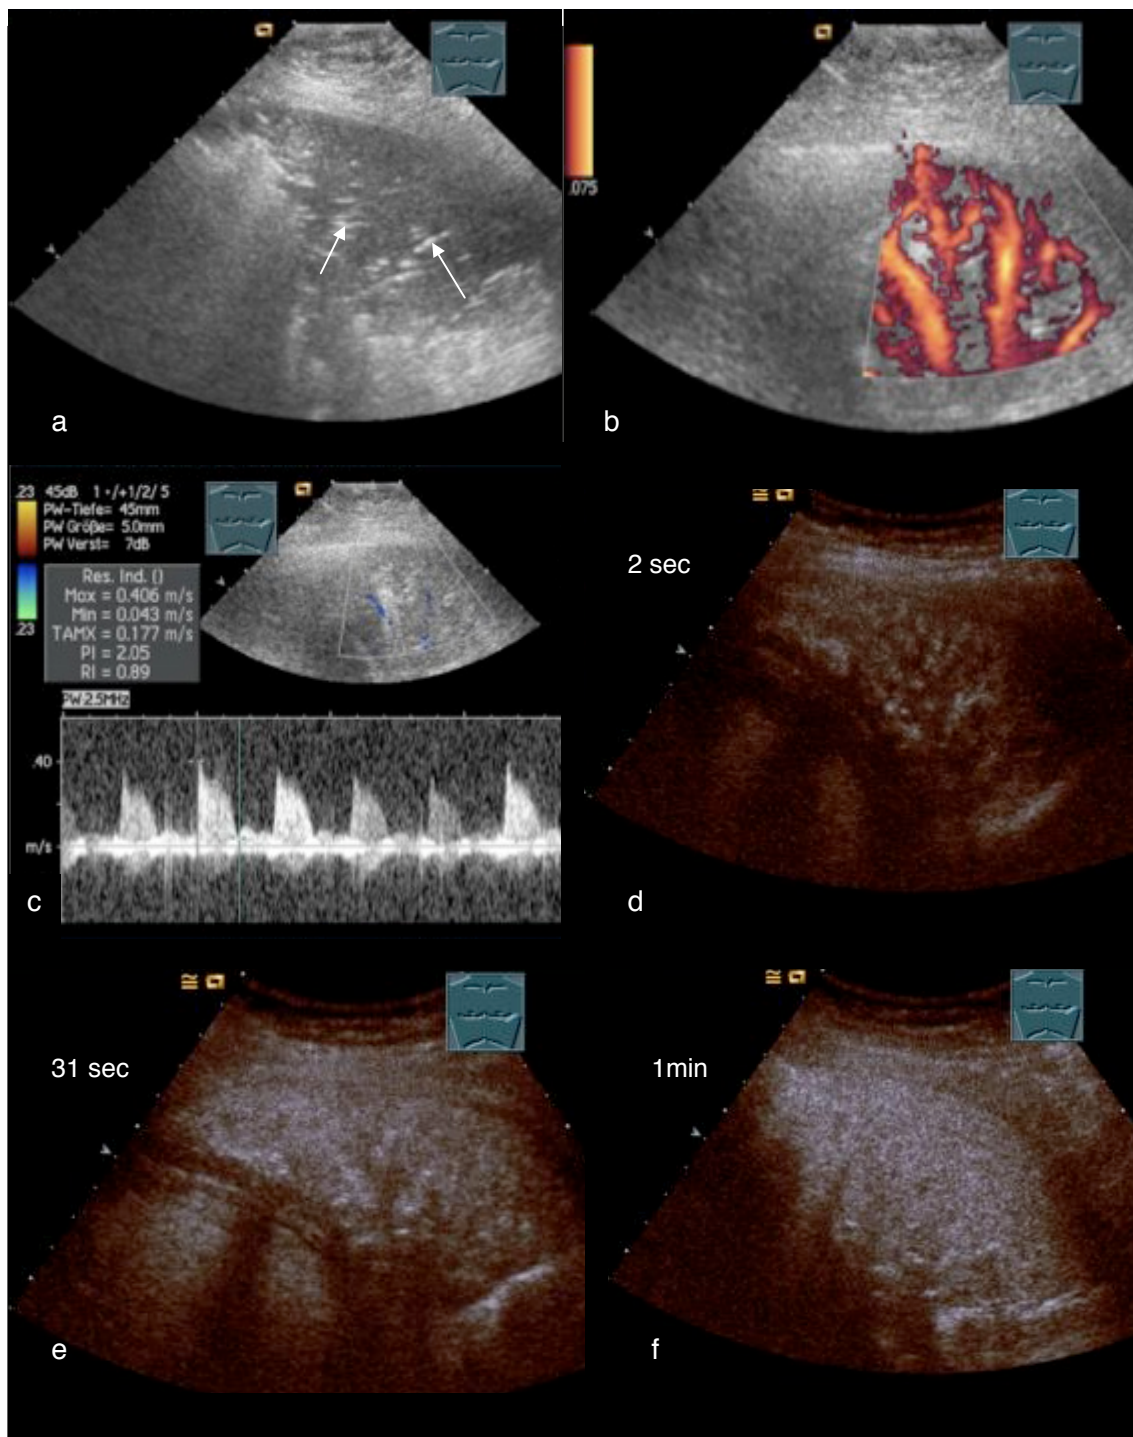 a
.075
b
.23 45dB 1 +/+1/2/ 5
PW-Tiefe= 45mm
PW Größe= 5.0mm
PW Verst= 7dB
.23
Res. Ind. ()
Max = 0.406 m/s
Min = 0.043 m/s
TAMX = 0.177 m/s
PI = 2.05
RI = 0.89
PW 2.5MHz
.40
m/s
c
2 sec
d
31 sec
e
1min
f